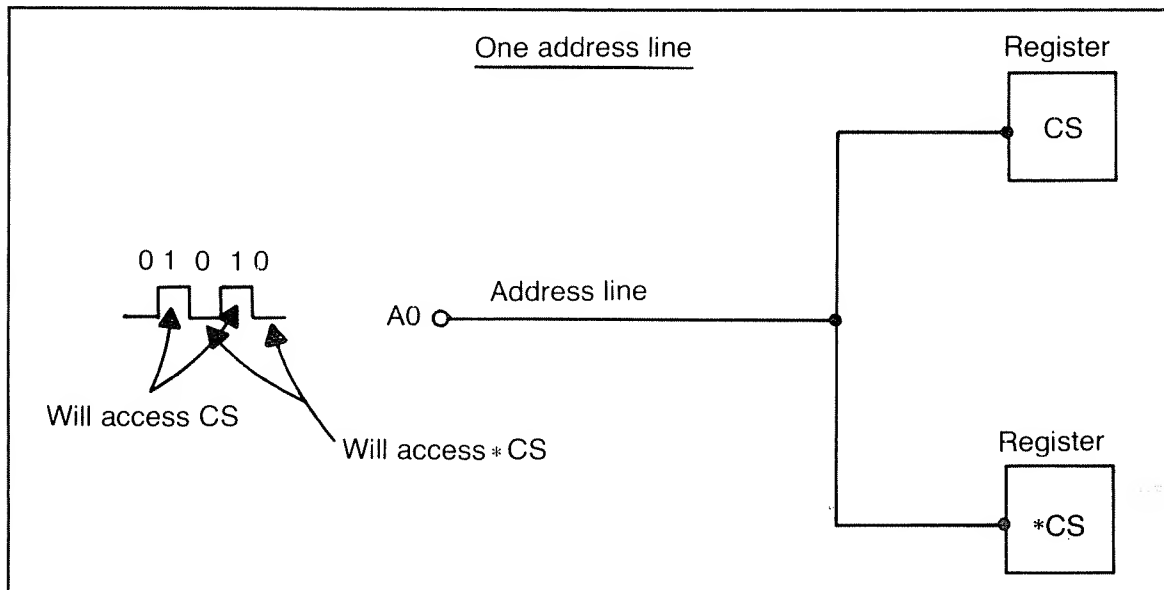 One address line
Register
CS
0 1 0 1 0
A0
Address line
Will access CS
Will access * CS
Register
*CS